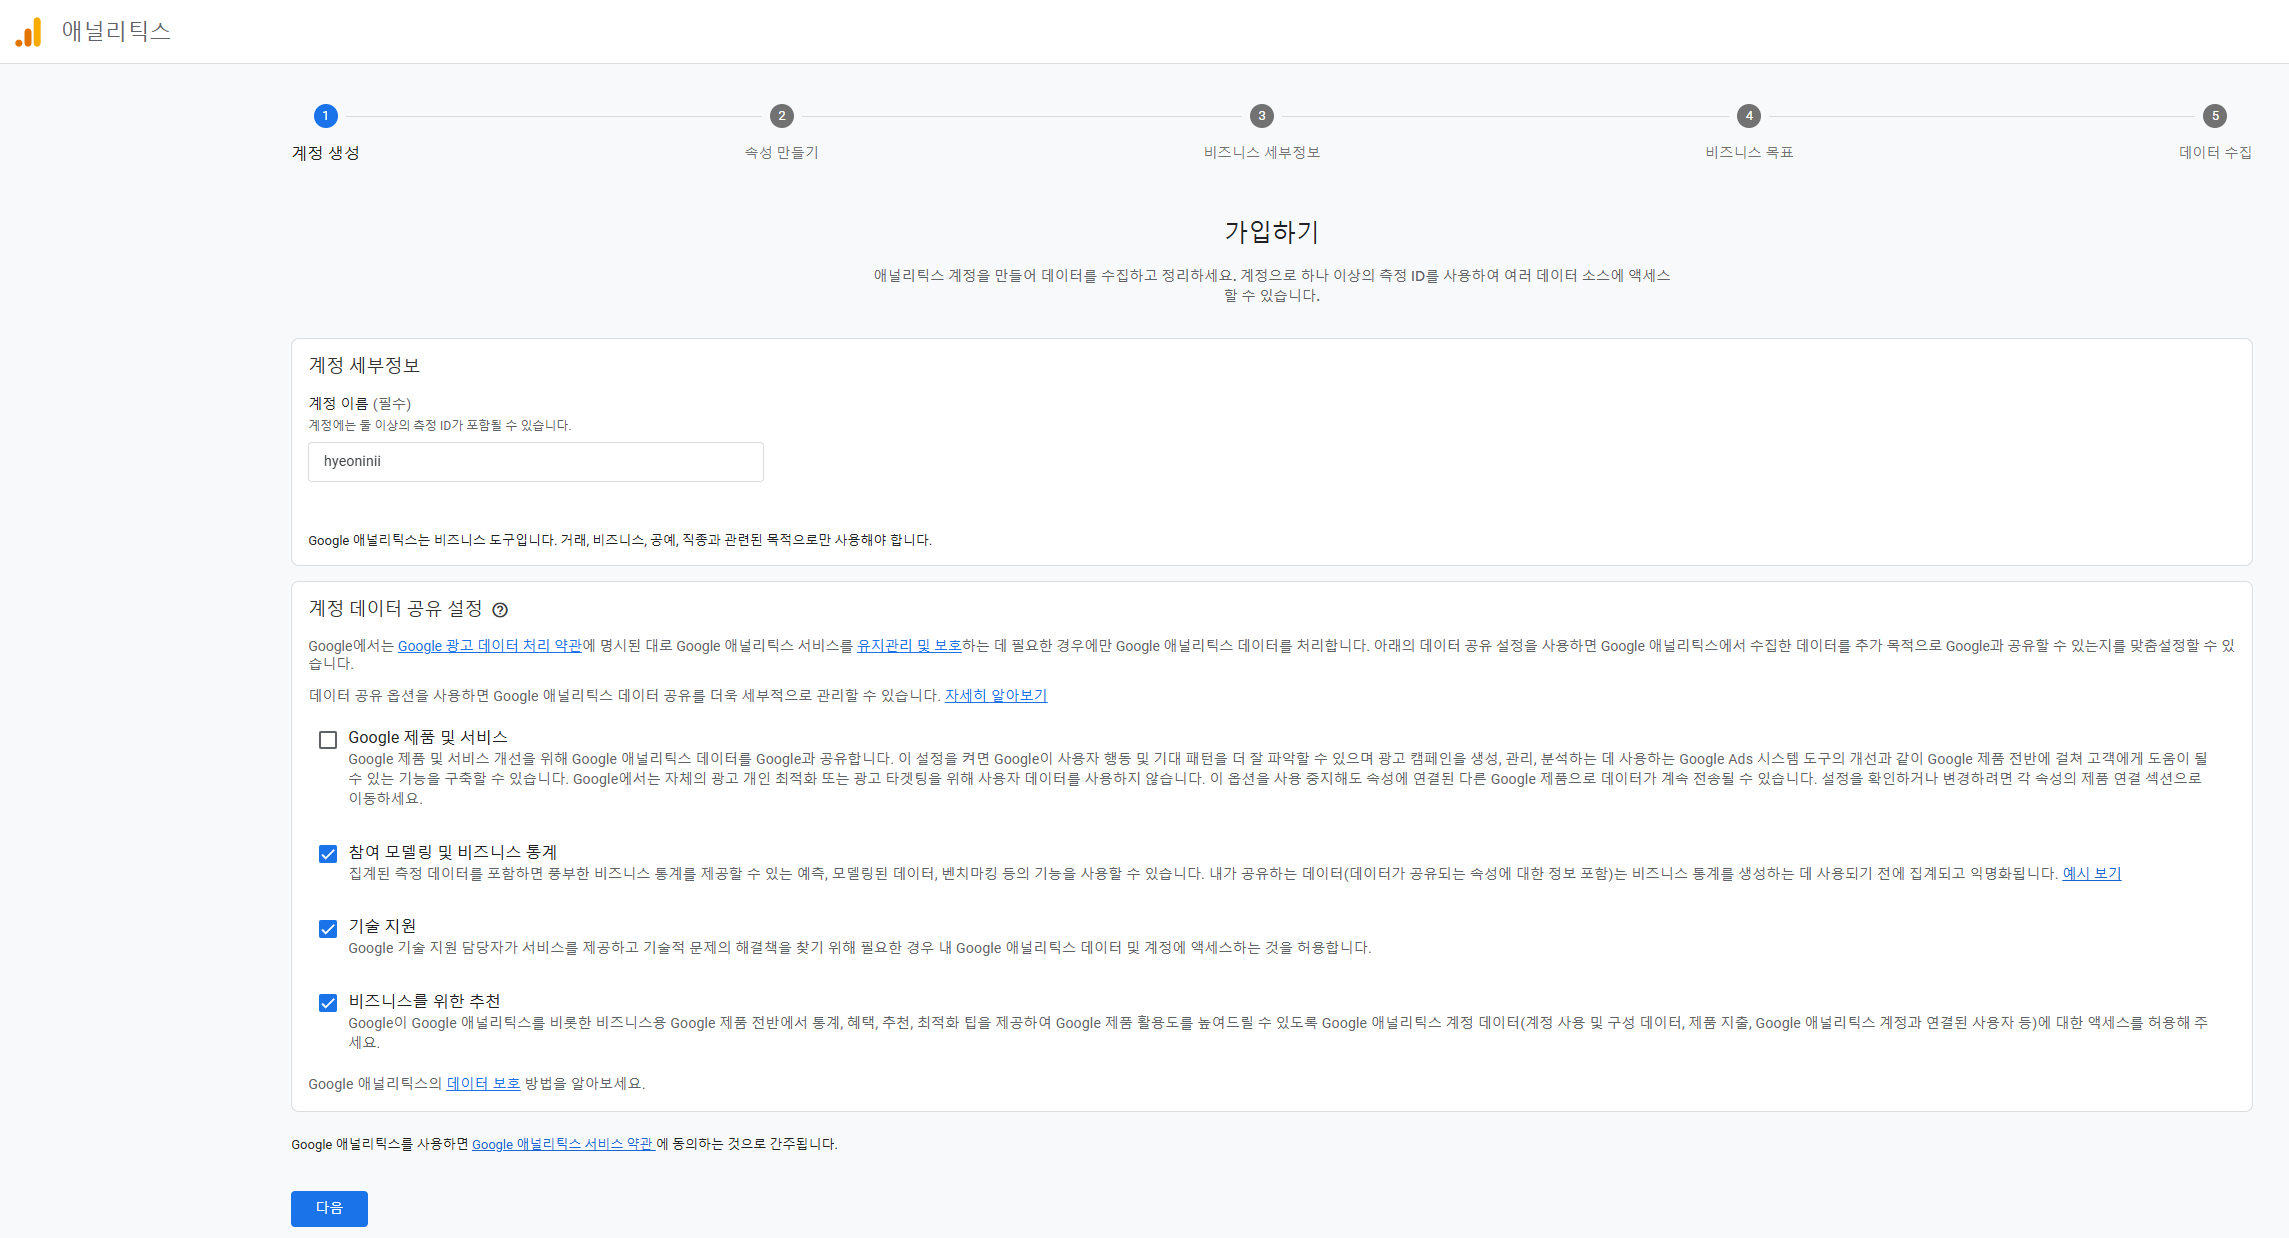 애널리틱스
1
2
3
4
5
계정 생성
속성 만들기
비즈니스 세부정보
비즈니스 목표
데이터 수집
가입하기
애널리틱스 계정을 만들어 데이터를 수집하고 정리하세요. 계정으로 하나 이상의 측정 ID를 사용하여 여러 데이터 소스에 액세스
할 수 있습니다.
계정 세부정보
계정 이름 (필수)
계정에는 둘 이상의 측정 ID가 포함될 수 있습니다.
hyeoninii
Google 애널리틱스는 비즈니스 도구입니다. 거래, 비즈니스, 공예, 직종과 관련된 목적으로만 사용해야 합니다.
계정 데이터 공유 설정 ?
Google에서는 Google 광고 데이터 처리 약관에 명시된 대로 Google 애널리틱스 서비스를 유지관리 및 보호하는 데 필요한 경우에만 Google 애널리틱스 데이터를 처리합니다. 아래의 데이터 공유 설정을 사용하면 Google 애널리틱스에서 수집한 데이터를 추가 목적으로 Google과 공유할 수 있는지를 맞춤설정할 수 있
습니다.
데이터 공유 옵션을 사용하면 Google 애널리틱스 데이터 공유를 더욱 세부적으로 관리할 수 있습니다. 자세히 알아보기
Google 제품 및 서비스
Google 제품 및 서비스 개선을 위해 Google 애널리틱스 데이터를 Google과 공유합니다. 이 설정을 켜면 Google이 사용자 행동 및 기대 패턴을 더 잘 파악할 수 있으며 광고 캠페인을 생성, 관리, 분석하는 데 사용하는 Google Ads 시스템 도구의 개선과 같이 Google 제품 전반에 걸쳐 고객에게 도움이 될
수 있는 기능을 구축할 수 있습니다. Google에서는 자체의 광고 개인 최적화 또는 광고 타겟팅을 위해 사용자 데이터를 사용하지 않습니다. 이 옵션을 사용 중지해도 속성에 연결된 다른 Google 제품으로 데이터가 계속 전송될 수 있습니다. 설정을 확인하거나 변경하려면 각 속성의 제품 연결 섹션으로
이동하세요.
참여 모델링 및 비즈니스 통계
집계된 측정 데이터를 포함하면 풍부한 비즈니스 통계를 제공할 수 있는 예측, 모델링된 데이터, 벤치마킹 등의 기능을 사용할 수 있습니다. 내가 공유하는 데이터(데이터가 공유되는 속성에 대한 정보 포함)는 비즈니스 통계를 생성하는 데 사용되기 전에 집계되고 익명화됩니다. 예시 보기
기술 지원
Google 기술 지원 담당자가 서비스를 제공하고 기술적 문제의 해결책을 찾기 위해 필요한 경우 내 Google 애널리틱스 데이터 및 계정에 액세스하는 것을 허용합니다.
비즈니스를 위한 추천
Google이 Google 애널리틱스를 비롯한 비즈니스용 Google 제품 전반에서 통계, 혜택, 추천, 최적화 팁을 제공하여 Google 제품 활용도를 높여드릴 수 있도록 Google 애널리틱스 계정 데이터(계정 사용 및 구성 데이터, 제품 지출, Google 애널리틱스 계정과 연결된 사용자 등)에 대한 액세스를 허용해 주
세요.
Google 애널리틱스의 데이터 보호 방법을 알아보세요.
Google 애널리틱스를 사용하면 Google 애널리틱스 서비스 약관 에 동의하는 것으로 간주됩니다.
다음